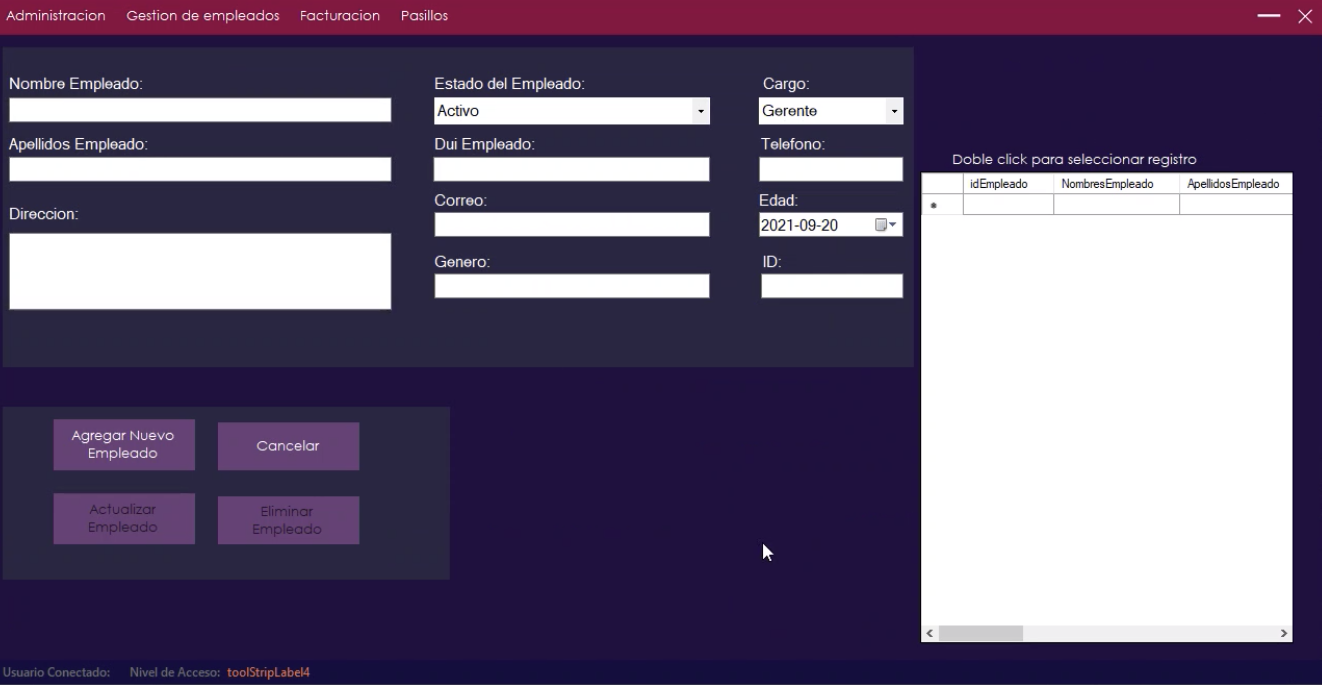 Administracion Gestion de empleados Facturacion Pasillos
Nombre Empleado: Estado del Empleado: Cargo:
Activo Gerente
Apellidos Empleado: Dui Empleado: Telefono:
Doble click para seleccionar registro
idEmpleado NombresEmpleado ApellidosEmpleado
Direccion: Correo: Edad:
2021-09-20
Genero: ID:
Agregar Nuevo
Empleado
Cancelar
Actualizar
Empleado
Eliminar
Empleado
Usuario Conectado: Nivel de Acceso: toolStripLabel4